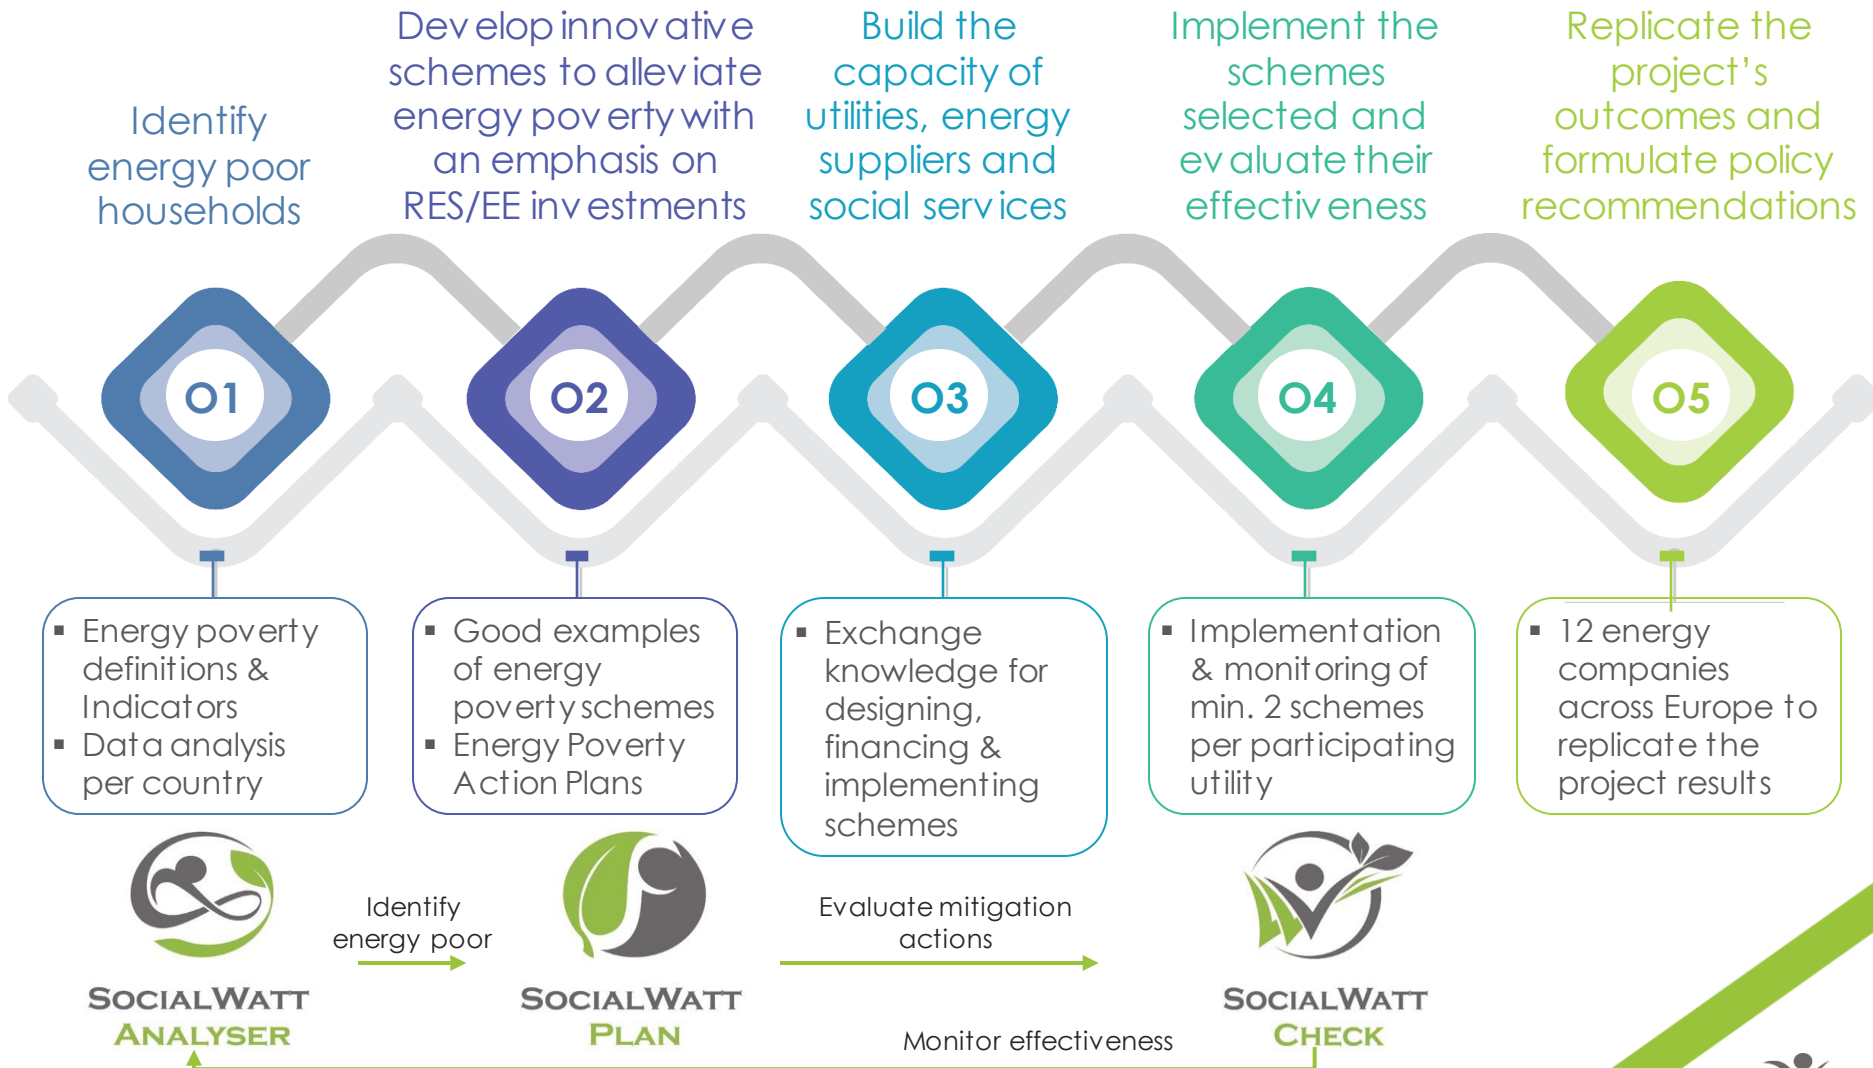 Identify
energy poor
households
Develop innovative
schemes to alleviate
energy poverty with
an emphasis on
RES/EE investments
Build the
capacity of
utilities, energy
suppliers and
social services
Implement the
schemes
selected and
evaluate their
effectiveness
Replicate the
project’s
outcomes and
formulate policy
recommendations
O1
O2
O3
O4
O5
▪ Energy poverty
definitions &
Indicators
▪ Data analysis
per country
▪ Good examples
of energy
poverty schemes
▪ Energy Poverty
Action Plans
▪ Exchange
knowledge for
designing,
financing &
implementing
schemes
▪ Implementation
& monitoring of
min. 2 schemes
per participating
utility
▪ 12 energy
companies
across Europe to
replicate the
project results
SOCIALWATT
ANALYSER
Identify
energy poor
SOCIALWATT
PLAN
Evaluate mitigation
actions
SOCIALWATT
CHECK
Monitor effectiveness